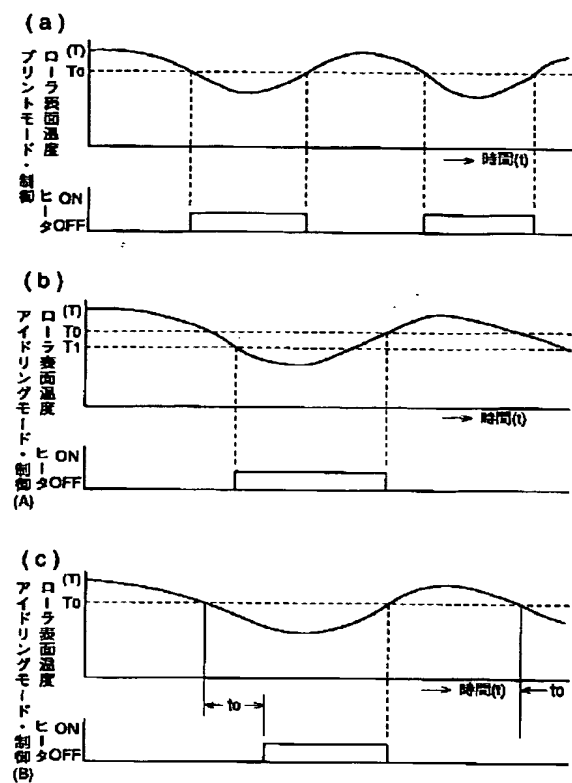 (a)
プリントモード・制御
ローラ表面温度
(T)
T0
→ 時間(t)
ヒータ
ON
OFF
(b)
アイドリングモード・制御(A)
ローラ表面温度
(T)
T0
T1
→ 時間(t)
ヒータ
ON
OFF
(c)
アイドリングモード・制御(B)
ローラ表面温度
(T)
T0
→ 時間(t)
t0
t0
ヒータ
ON
OFF